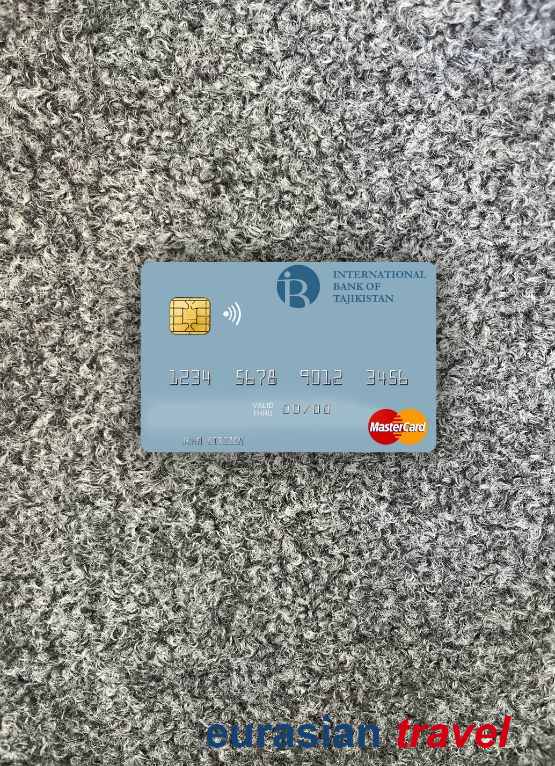 INTERNATIONAL
BANK OF
TAJIKISTAN
1234 5678 9012 3456
VALID
THRU
00/00
MasterCard
eurasian travel